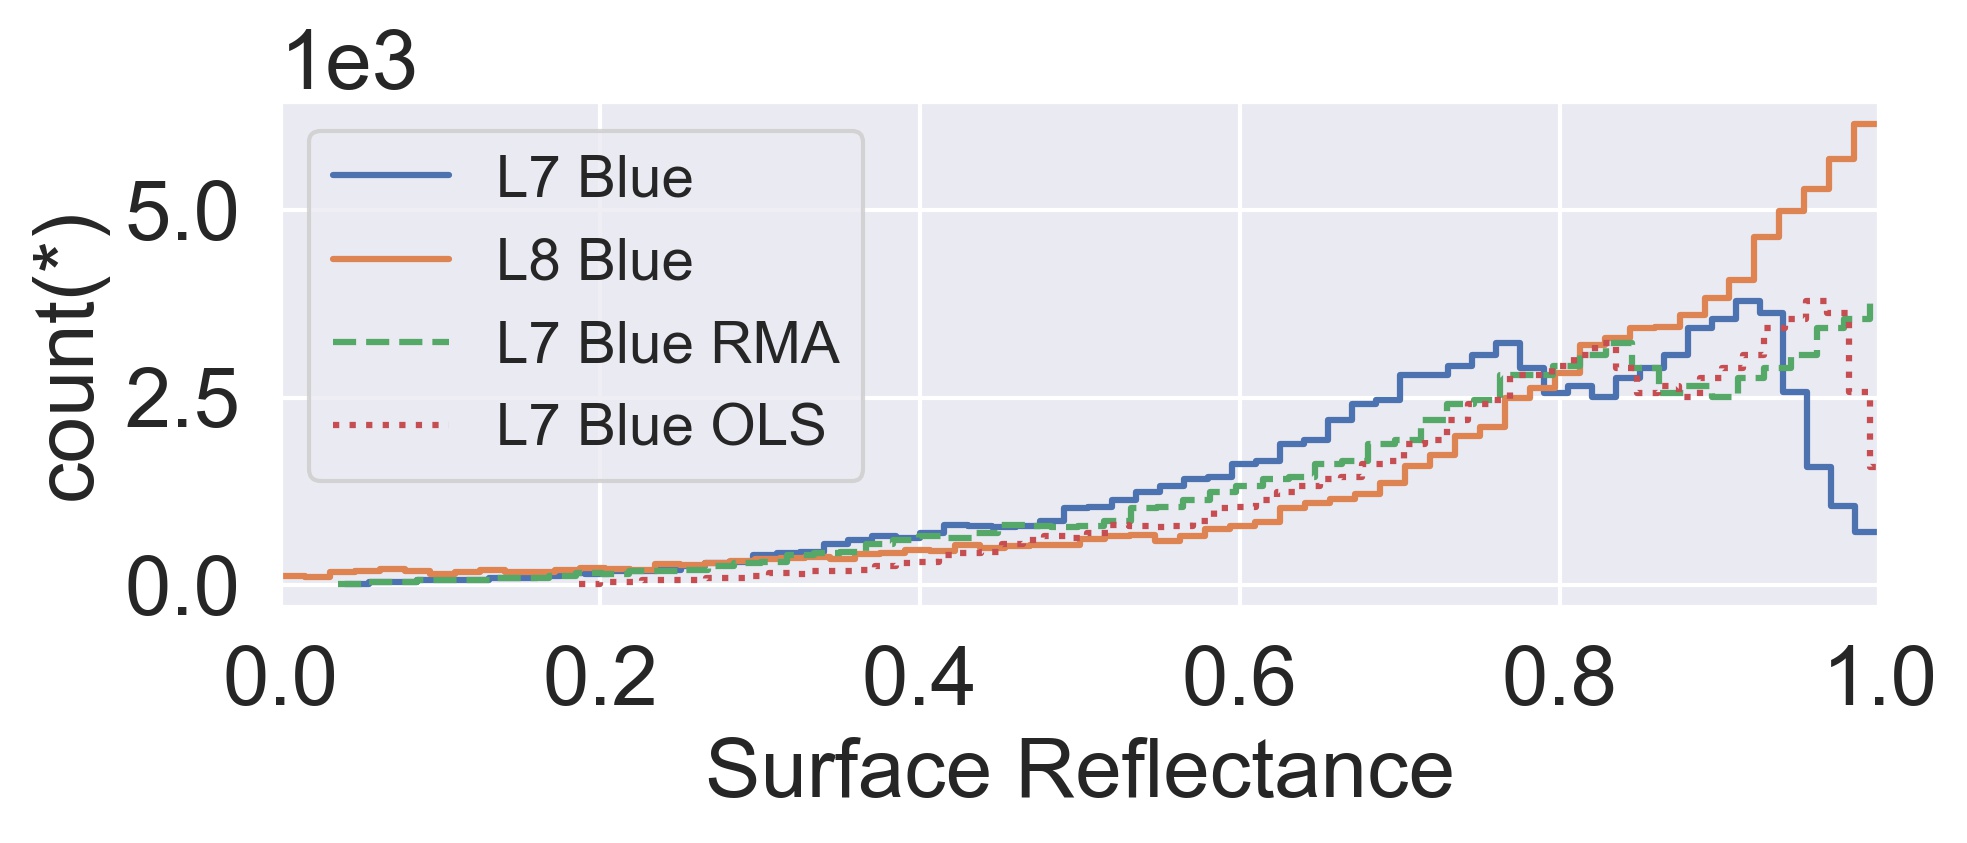 1e3
count(*)
5.0
2.5
0.0
L7 Blue
L8 Blue
L7 Blue RMA
L7 Blue OLS
0.0 0.2 0.4 0.6 0.8 1.0
Surface Reflectance